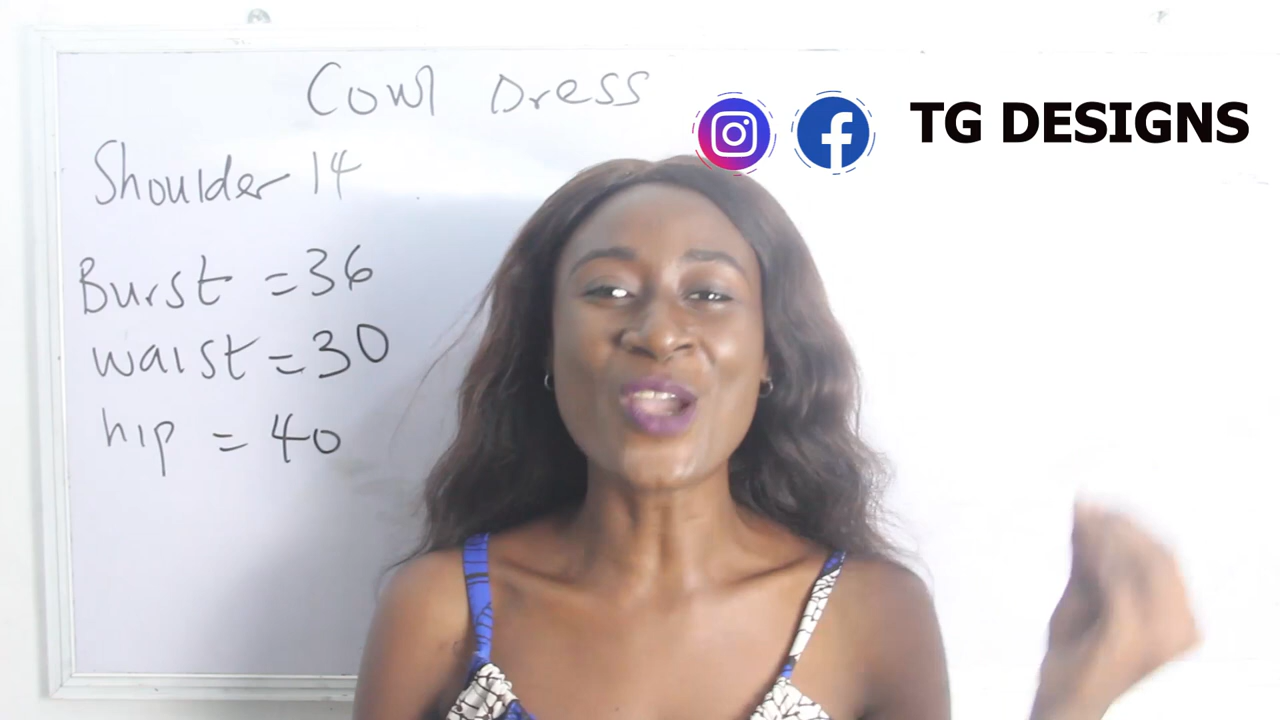 Cowl Dress
TG DESIGNS
Shoulder 14
Burst = 36
waist = 30
hip = 40